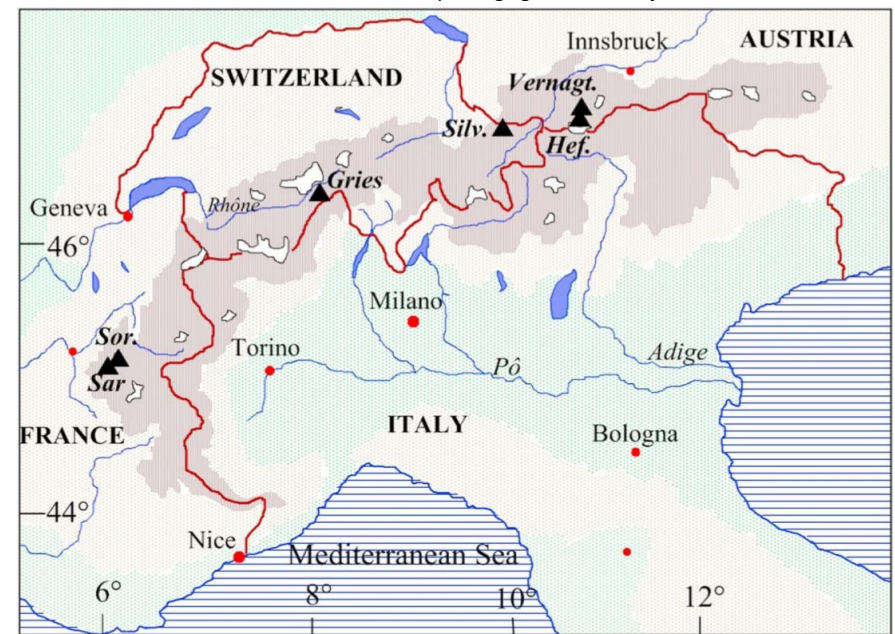 Innsbruck
AUSTRIA
SWITZERLAND
Vernagt.
Silv.
Hef.
Gries
Rhône
Geneva
46°
Milano
Sor.
Torino
Adige
Sar
Pô
ITALY
FRANCE
Bologna
44°
Nice
Mediterranean Sea
6°
8°
10°
12°